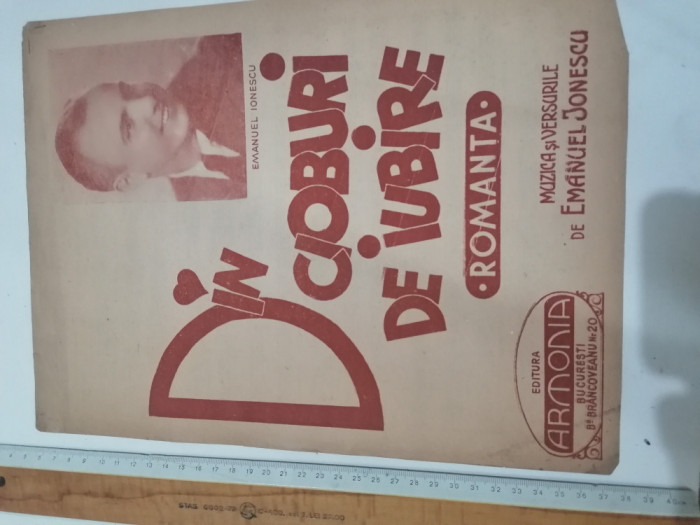 EMANUEL IONESCU
DIN
CIOBURI
DE IUBIRE
ROMANTA
MUZICA ȘI VERSURILE
DE EMANUEL JONESCU
EDITURA
ARMONIA
BUCUREȘTI
Bd BRÂNCOVEANU Nr 20